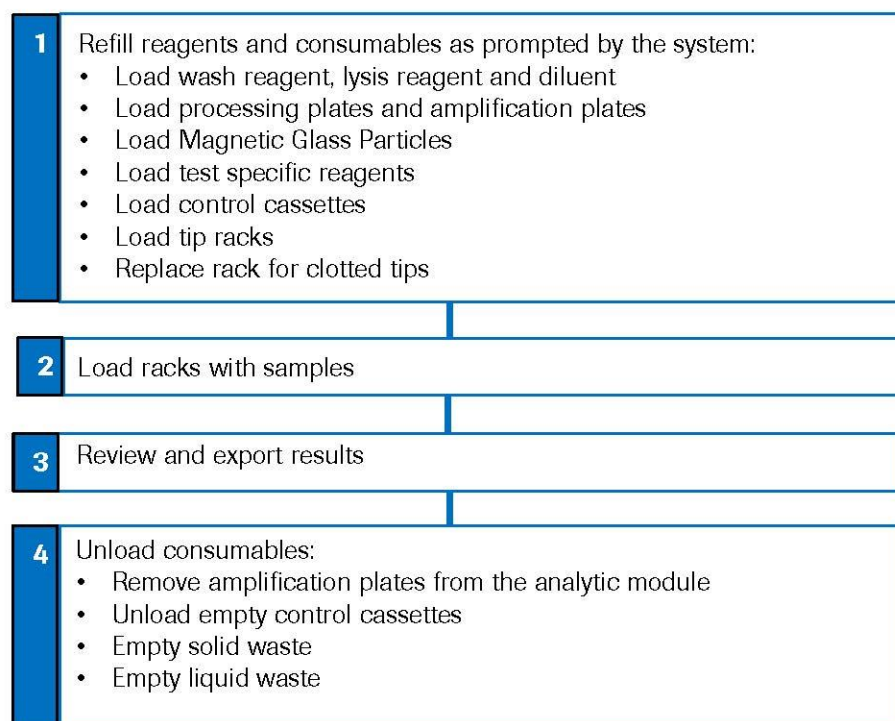 1
Refill reagents and consumables as prompted by the system:
• Load wash reagent, lysis reagent and diluent
• Load processing plates and amplification plates
• Load Magnetic Glass Particles
• Load test specific reagents
• Load control cassettes
• Load tip racks
• Replace rack for clotted tips
2
Load racks with samples
3
Review and export results
4
Unload consumables:
• Remove amplification plates from the analytic module
• Unload empty control cassettes
• Empty solid waste
• Empty liquid waste